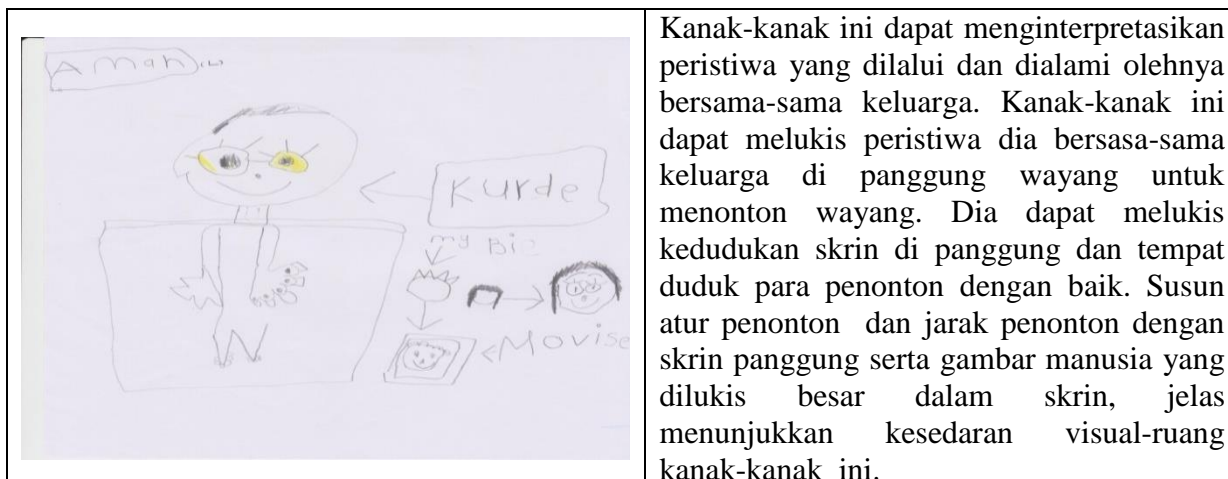 Aman
Kurde
my Bi
Movise
Kanak-kanak ini dapat menginterpretasikan
peristiwa yang dilalui dan dialami olehnya
bersama-sama keluarga. Kanak-kanak ini
dapat melukis peristiwa dia bersasa-sama
keluarga di panggung wayang untuk
menonton wayang. Dia dapat melukis
kedudukan skrin di panggung dan tempat
duduk para penonton dengan baik. Susun
atur penonton dan jarak penonton dengan
skrin panggung serta gambar manusia yang
dilukis besar dalam skrin, jelas
menunjukkan kesedaran visual-ruang
kanak-kanak ini.